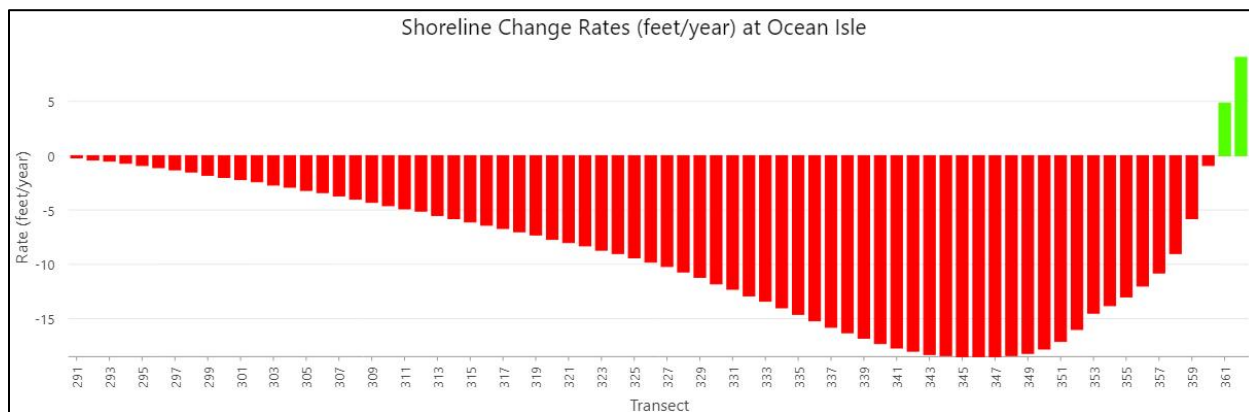 Shoreline Change Rates (feet/year) at Ocean Isle
Rate (feet/year)
5
0
-5
-10
-15
291 293 295 297 299 301 303 305 307 309 311 313 315 317 319 321 323 325 327 329 331 333 335 337 339 341 343 345 347 349 351 353 355 357 359 361
Transect